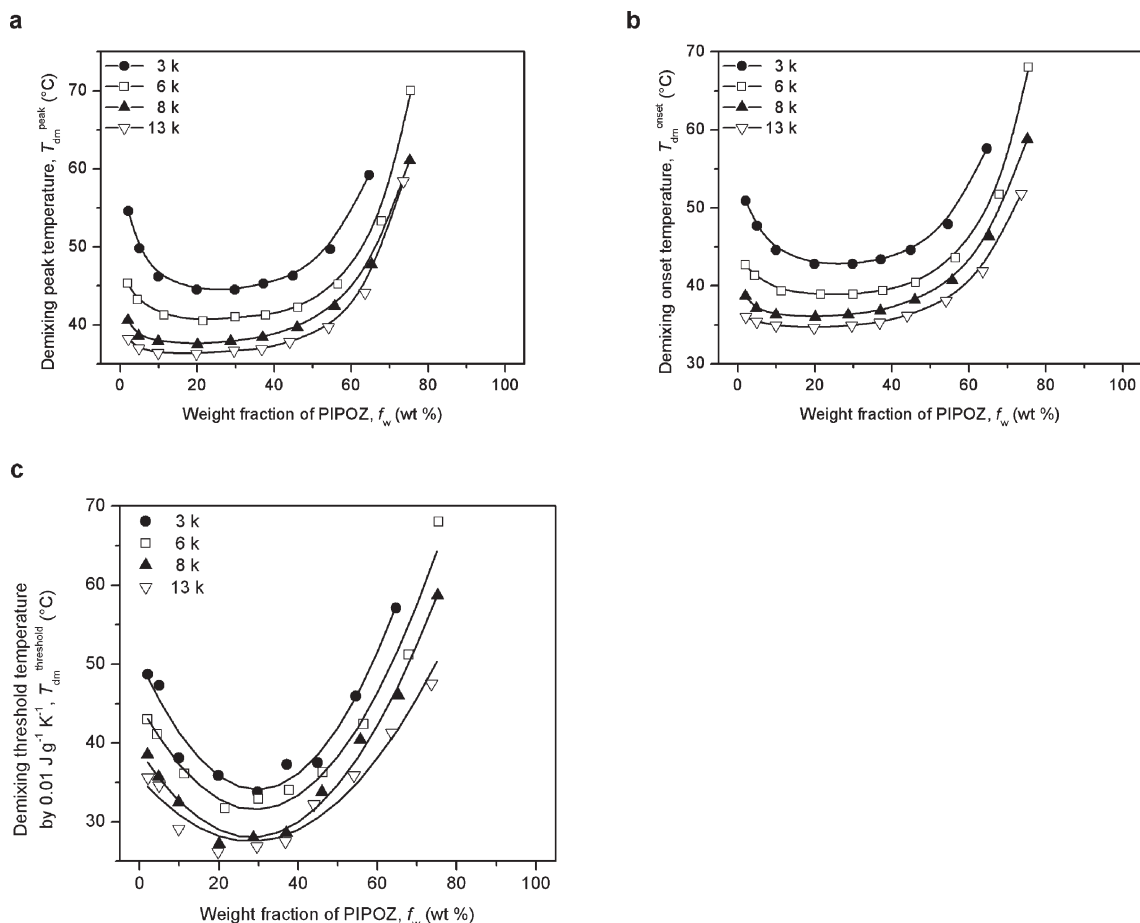 a
Demixing peak temperature, T_dm^peak (°C)
70
60
50
40
3 k
6 k
8 k
13 k
0 20 40 60 80 100
Weight fraction of PIPOZ, f_w (wt %)
b
Demixing onset temperature, T_dm^onset (°C)
70
60
50
40
30
3 k
6 k
8 k
13 k
0 20 40 60 80 100
Weight fraction of PIPOZ, f_w (wt %)
c
Demixing threshold temperature
by 0.01 J g⁻¹ K⁻¹, T_dm^threshold (°C)
70
60
50
40
30
3 k
6 k
8 k
13 k
0 20 40 60 80 100
Weight fraction of PIPOZ, f_w (wt %)